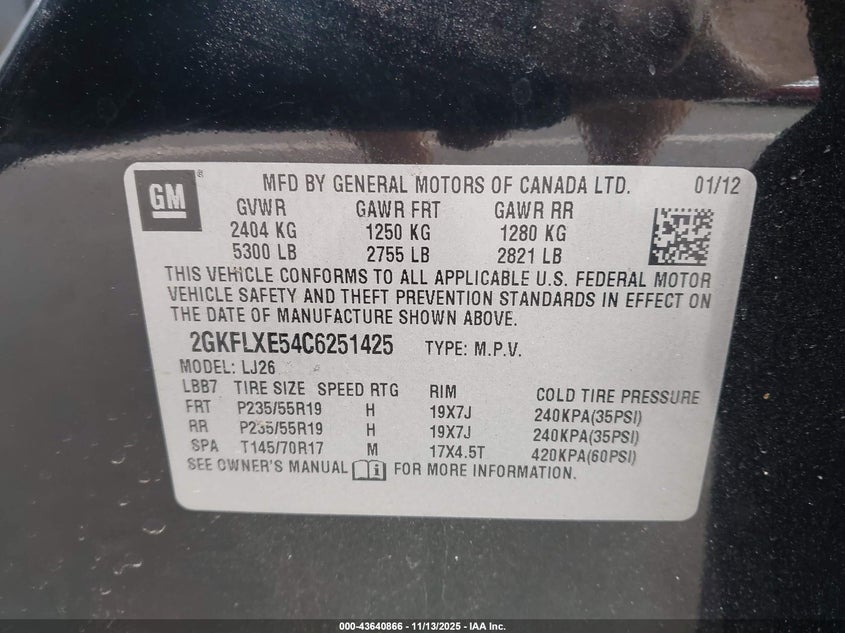 GM ® MFD BY GENERAL MOTORS OF CANADA LTD. 01/12
GVWR GAWR FRT GAWR RR
2404 KG 1250 KG 1280 KG
5300 LB 2755 LB 2821 LB
THIS VEHICLE CONFORMS TO ALL APPLICABLE U.S. FEDERAL MOTOR
VEHICLE SAFETY AND THEFT PREVENTION STANDARDS IN EFFECT ON
THE DATE OF MANUFACTURE SHOWN ABOVE.
2GKFLXE54C6251425 TYPE: M.P.V.
MODEL: LJ26
LBB7 TIRE SIZE SPEED RTG RIM COLD TIRE PRESSURE
FRT P235/55R19 H 19X7J 240KPA(35PSI)
RR P235/55R19 H 19X7J 240KPA(35PSI)
SPA T145/70R17 M 17X4.5T 420KPA(60PSI)
SEE OWNER'S MANUAL i FOR MORE INFORMATION.
000-43640866 - 11/13/2025 - IAA Inc.